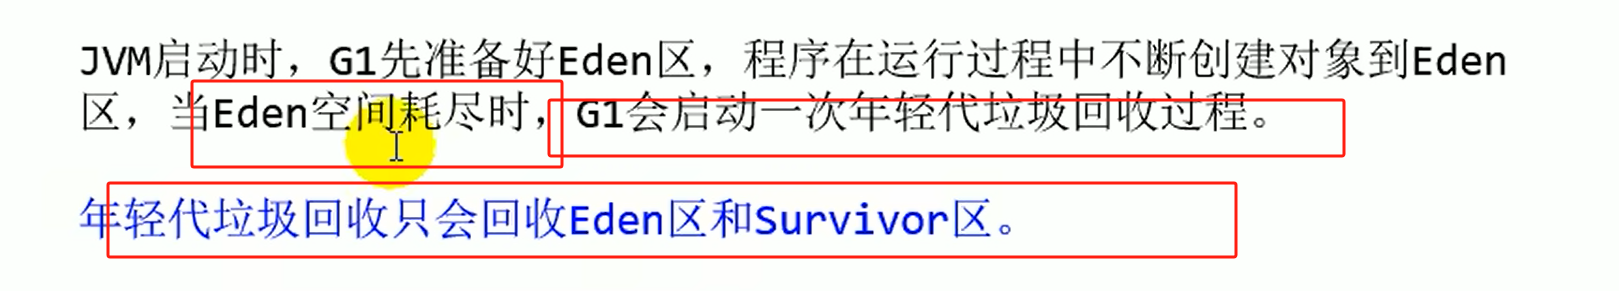 JVM启动时，G1先准备好Eden区，程序在运行过程中不断创建对象到Eden
区，当Eden空间耗尽时，G1会启动一次年轻代垃圾回收过程。
年轻代垃圾回收只会回收Eden区和Survivor区。